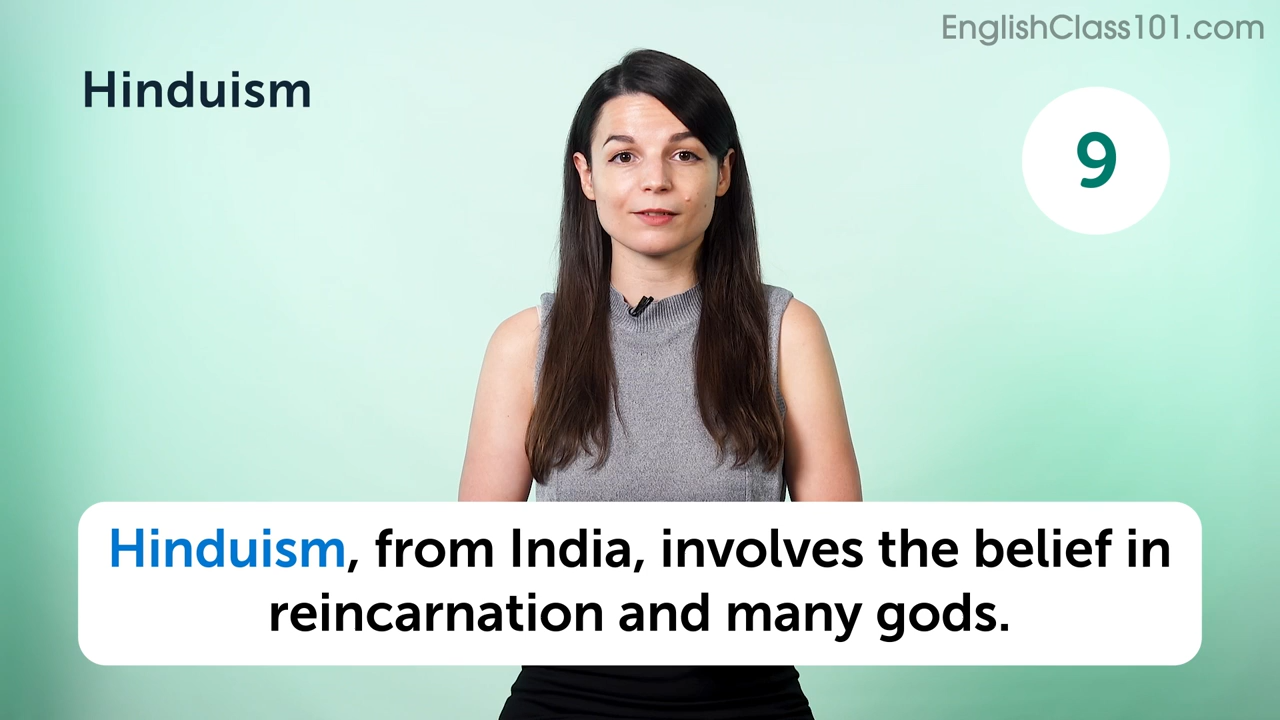 EnglishClass101.com
Hinduism
9
Hinduism, from India, involves the belief in
reincarnation and many gods.